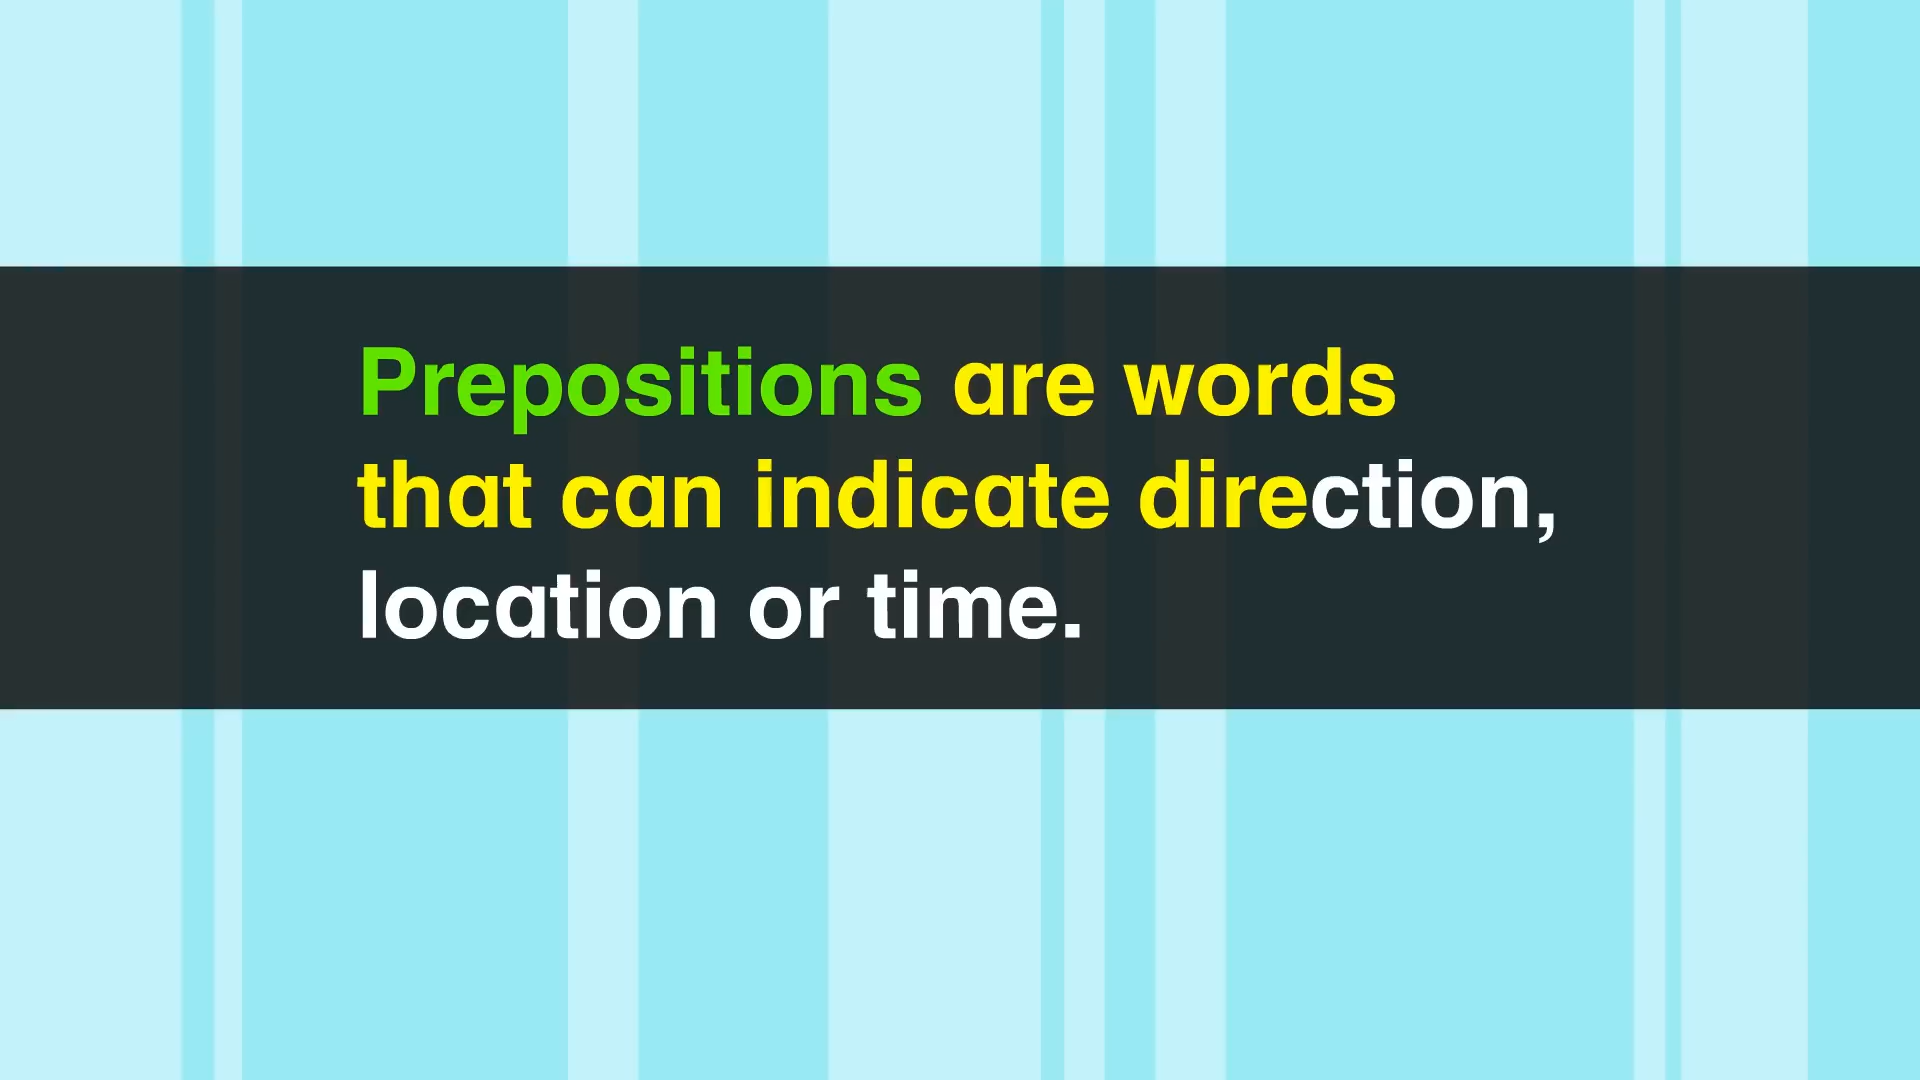 Prepositions are words
that can indicate direction,
location or time.